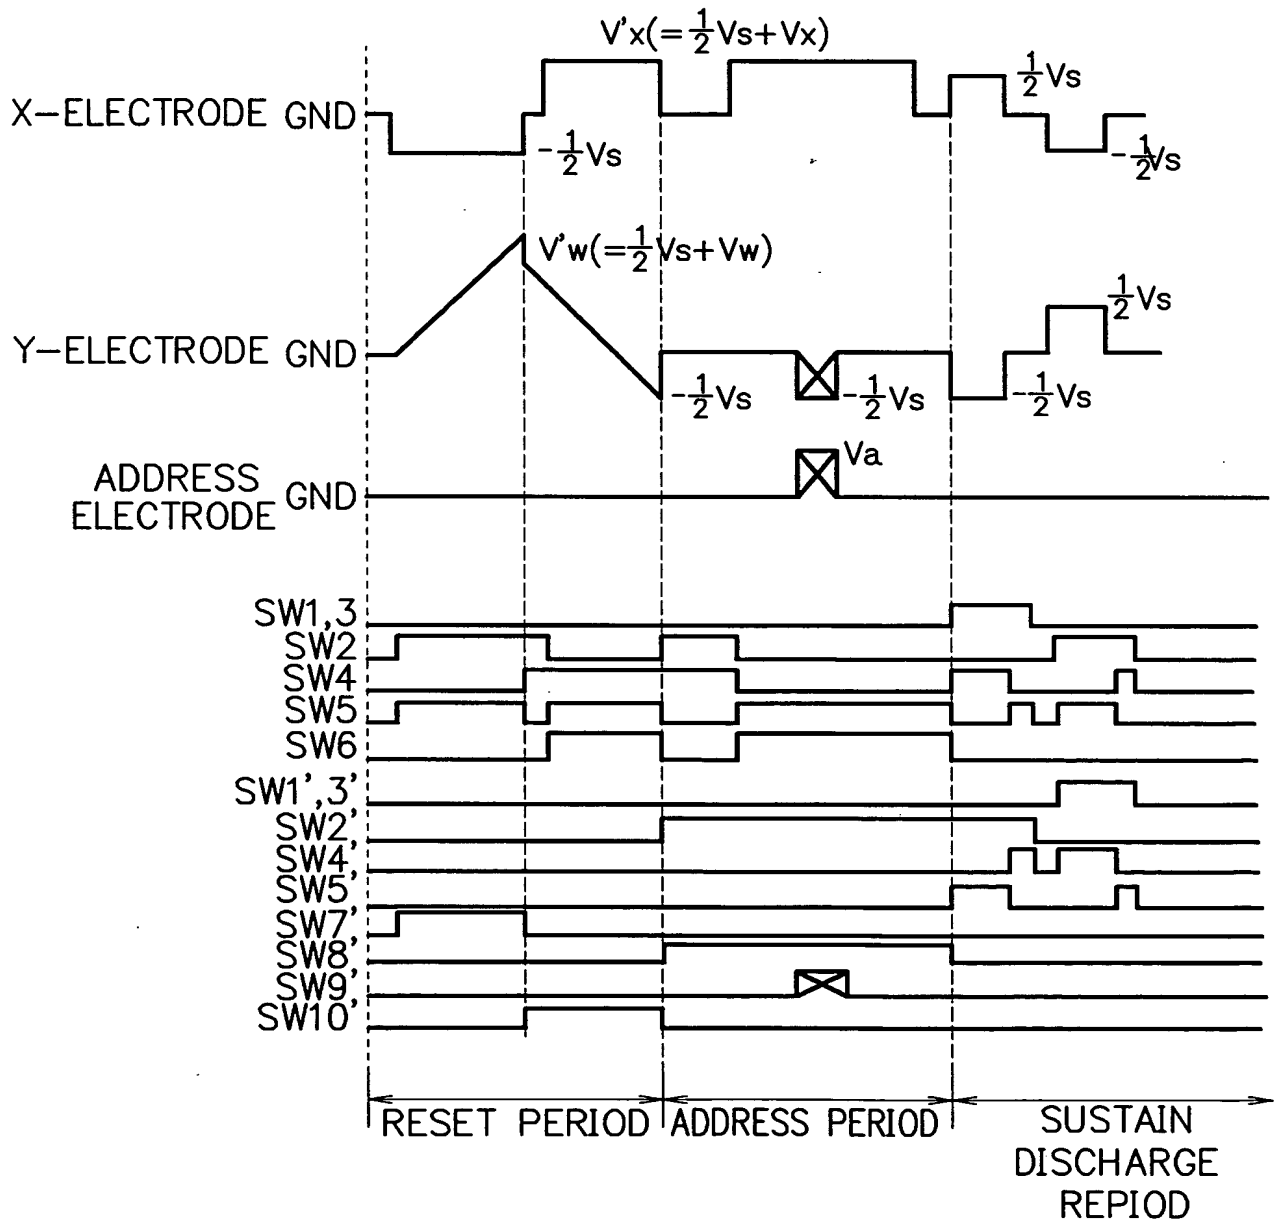 V'x(=1/2Vs+Vx)
1/2Vs
X-ELECTRODE GND
-1/2Vs
-1/2Vs
V'w(=1/2Vs+Vw)
1/2Vs
Y-ELECTRODE GND
-1/2Vs
-1/2Vs
-1/2Vs
Va
ADDRESS
ELECTRODE GND
SW1,3
SW2
SW4
SW5
SW6
SW1',3'
SW2'
SW4'
SW5'
SW7'
SW8'
SW9'
SW10'
RESET PERIOD
ADDRESS PERIOD
SUSTAIN
DISCHARGE
REPIOD